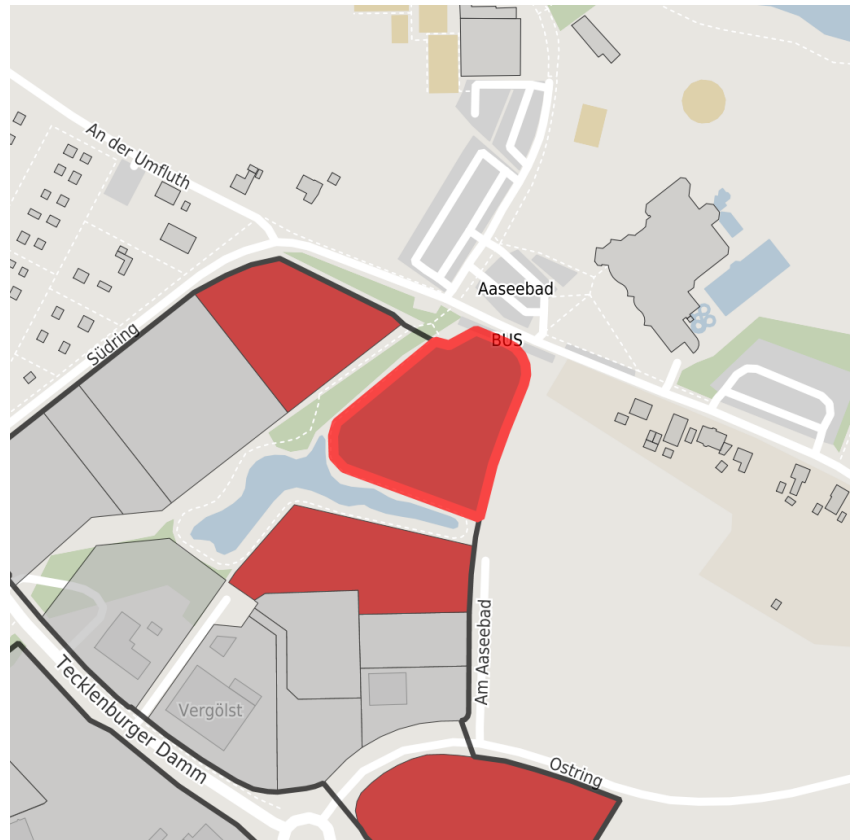 An der Umfluth
Aaseebad
BUS
Südring
Am Aaseebad
Tecklenburger Damm
Vergölst
Ostring